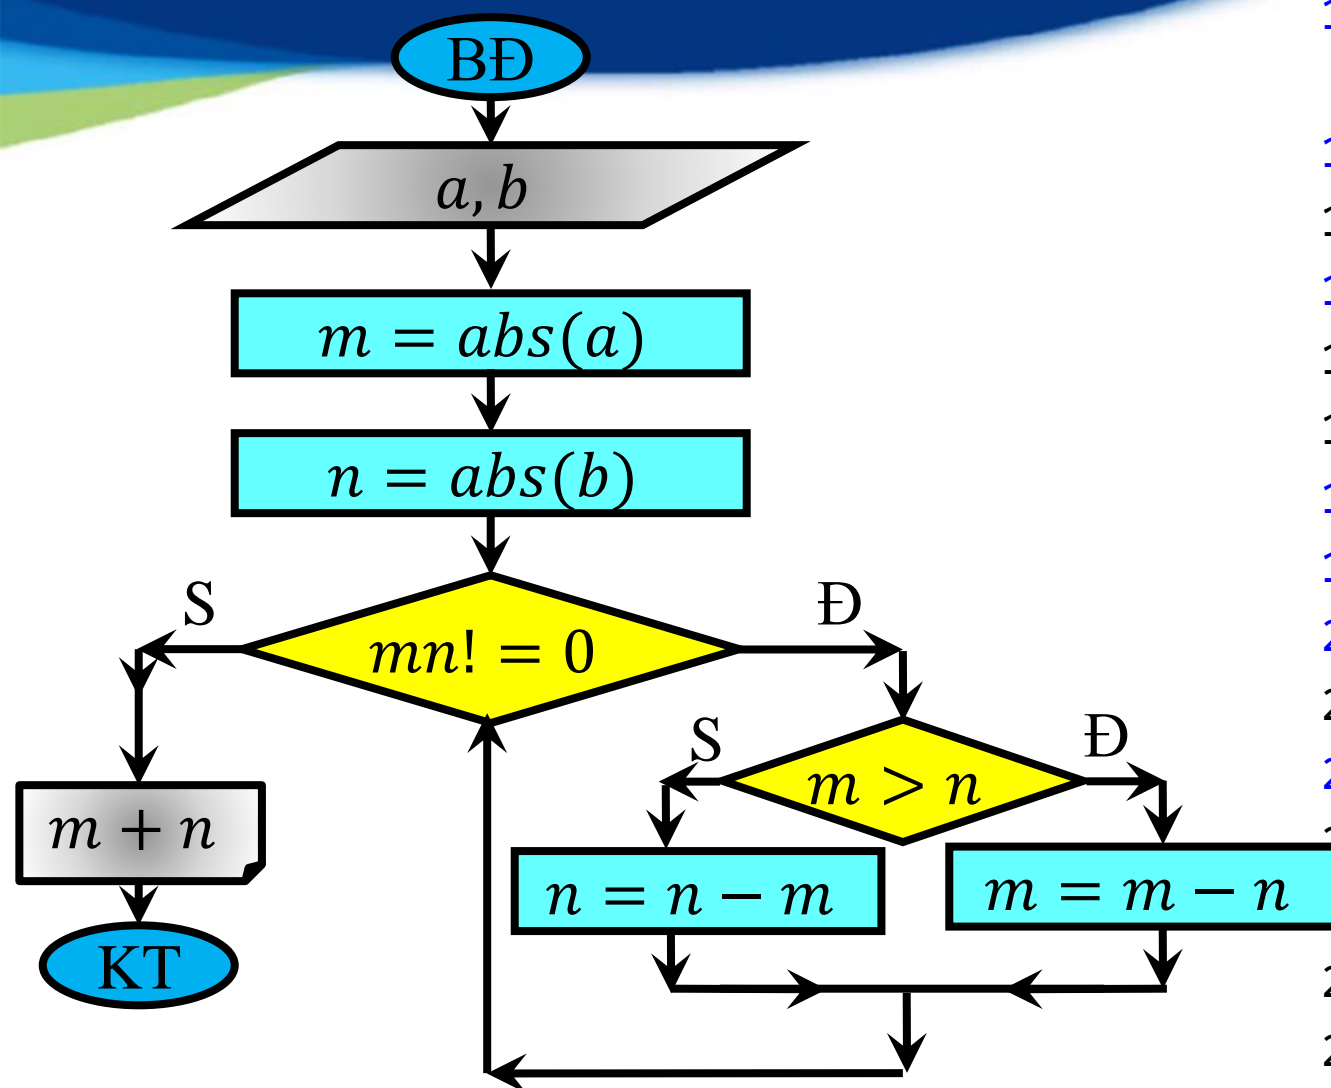 BĐ
a, b
m = abs(a)
n = abs(b)
S
Đ
mn! = 0
S
Đ
m > n
m + n
n = n − m
m = m − n
KT